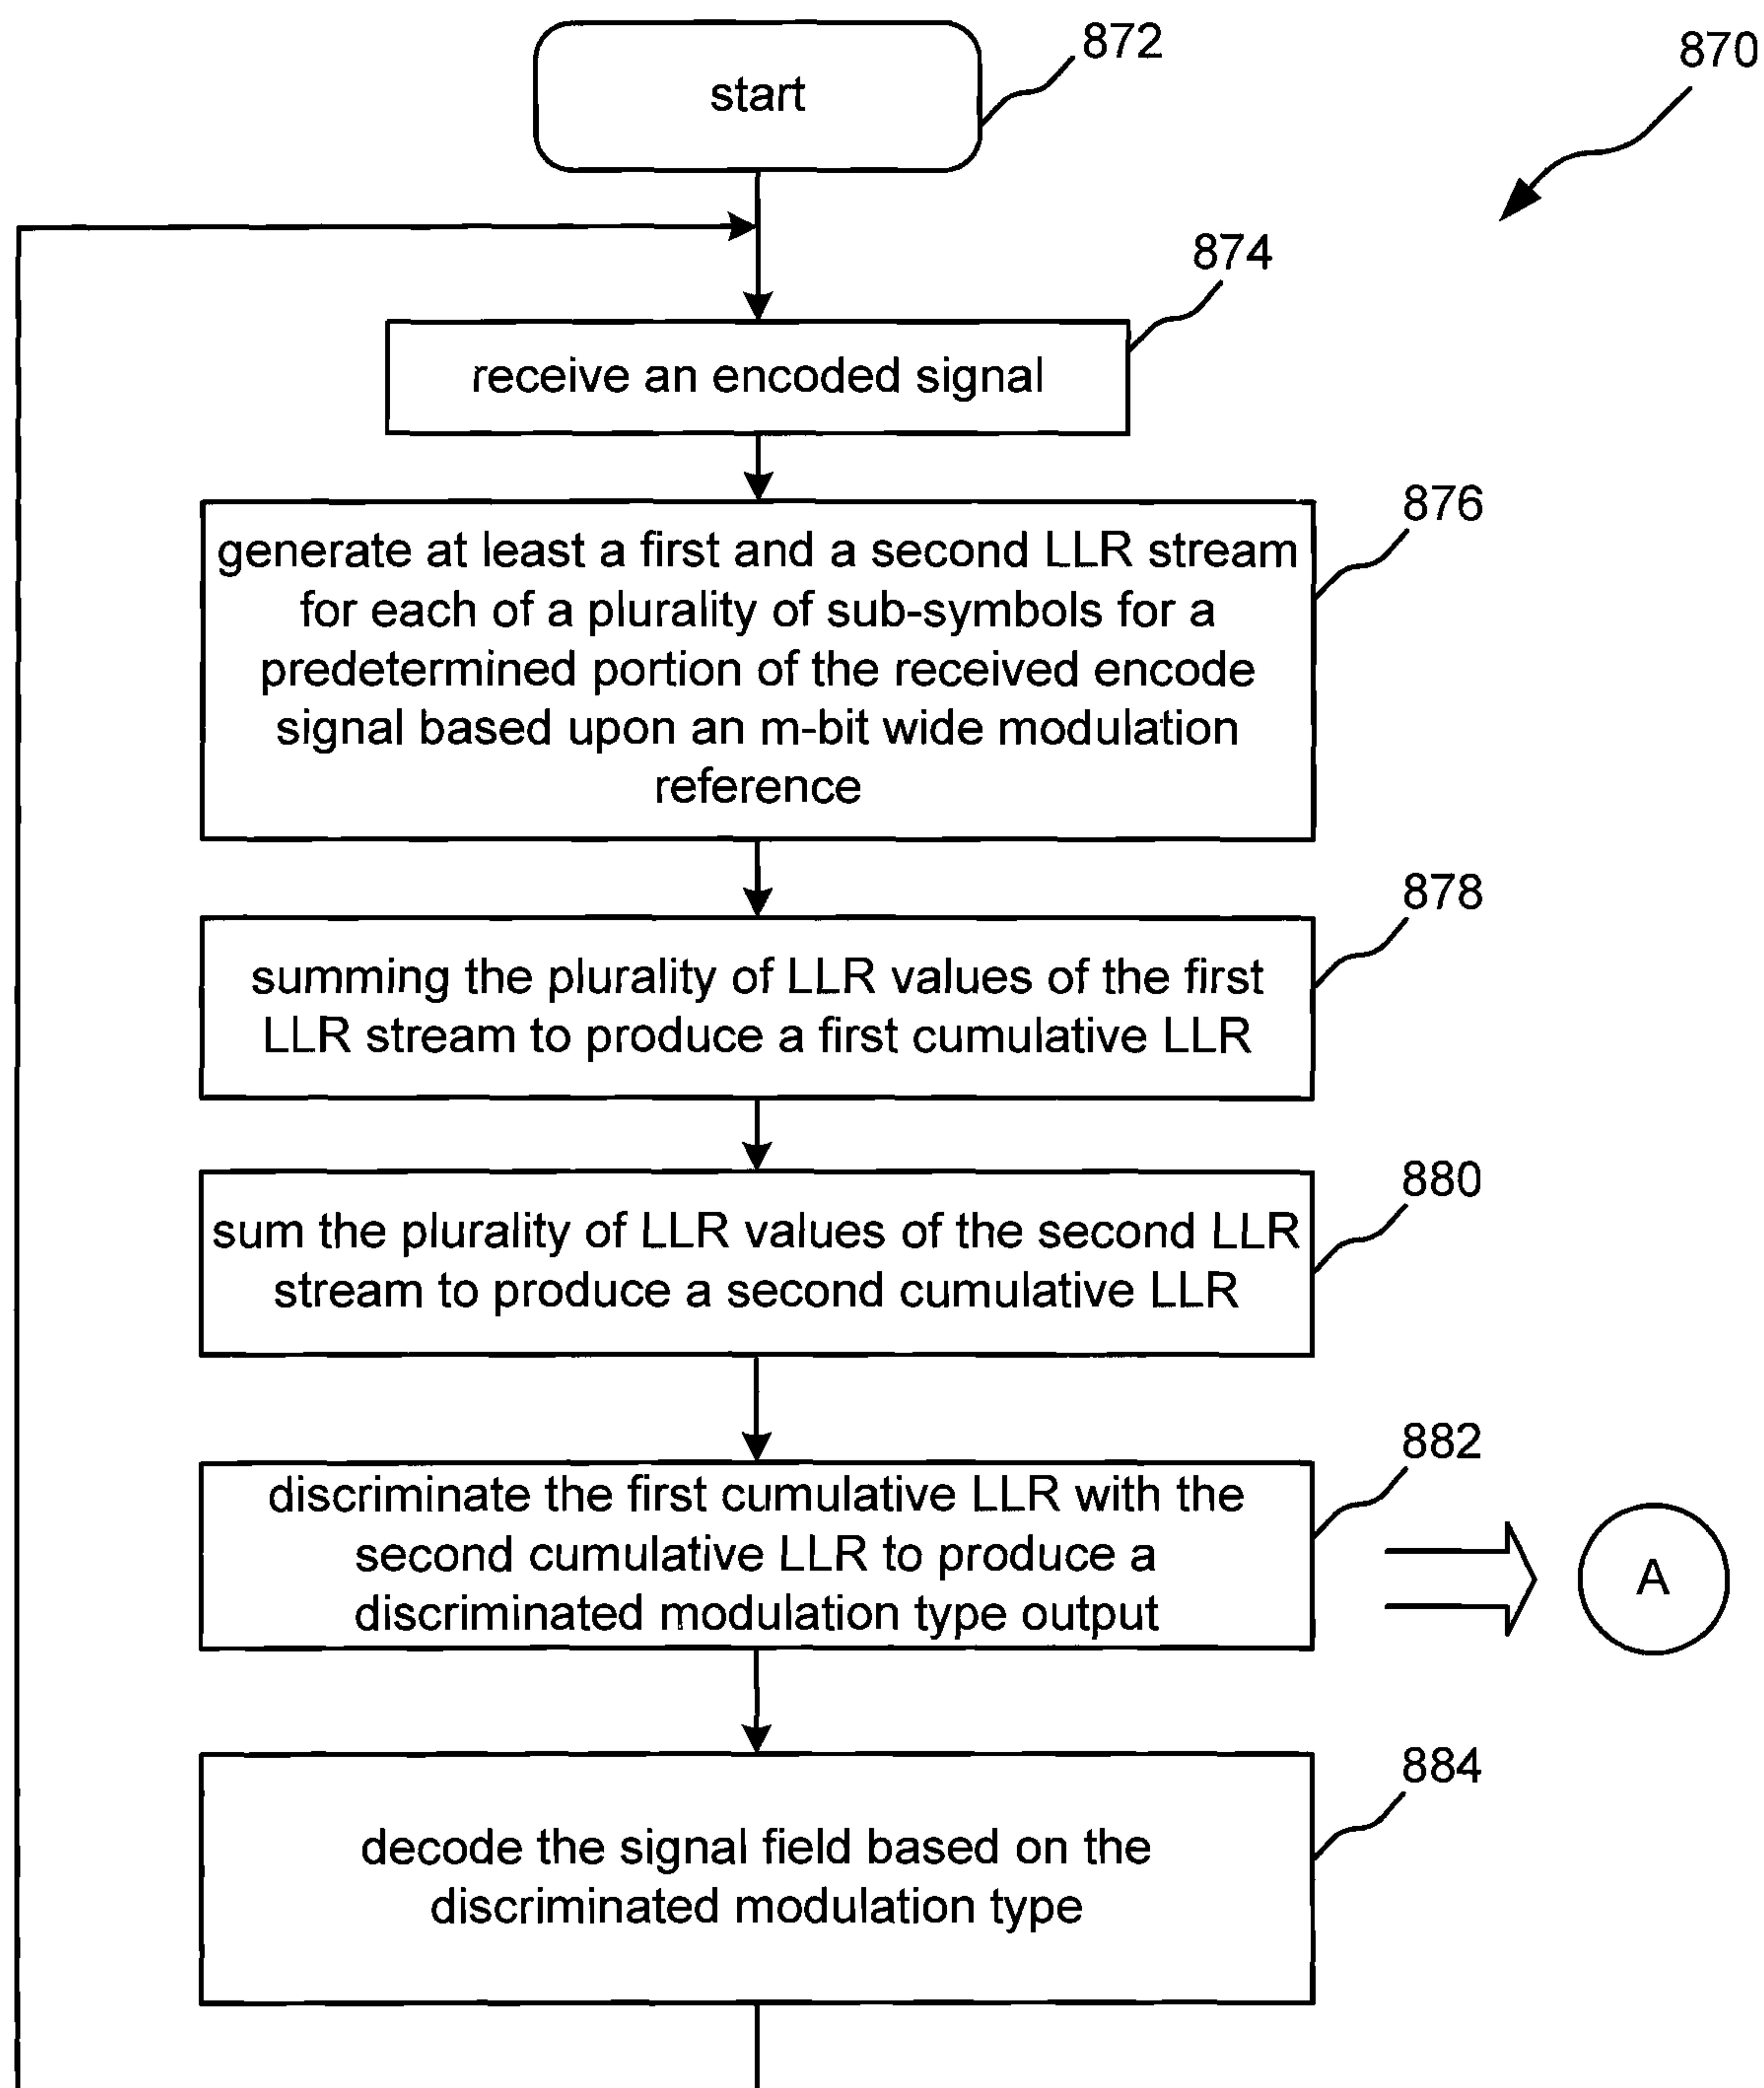 872
870
start
874
receive an encoded signal
876
generate at least a first and a second LLR stream
for each of a plurality of sub-symbols for a
predetermined portion of the received encode
signal based upon an m-bit wide modulation
reference
878
summing the plurality of LLR values of the first
LLR stream to produce a first cumulative LLR
880
sum the plurality of LLR values of the second LLR
stream to produce a second cumulative LLR
882
discriminate the first cumulative LLR with the
second cumulative LLR to produce a
discriminated modulation type output
A
884
decode the signal field based on the
discriminated modulation type